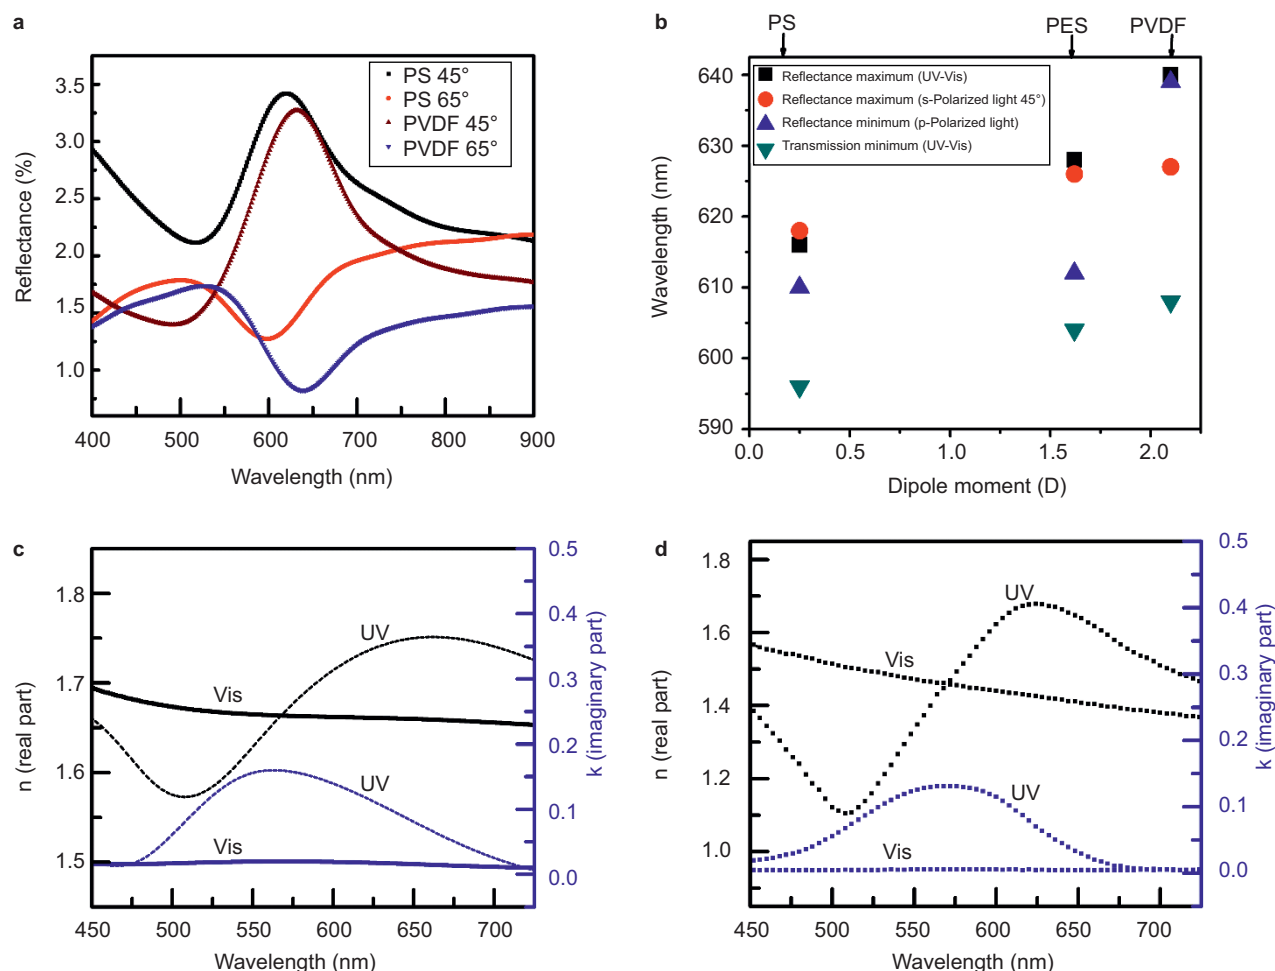 a
Reflectance (%)
3.5
3.0
2.5
2.0
1.5
1.0
400
500
600
700
800
900
Wavelength (nm)
PS 45°
PS 65°
PVDF 45°
PVDF 65°
b
PS
PES
PVDF
Wavelength (nm)
640
630
620
610
600
590
0.0
0.5
1.0
1.5
2.0
Dipole moment (D)
Reflectance maximum (UV-Vis)
Reflectance maximum (s-Polarized light 45°)
Reflectance minimum (p-Polarized light)
Transmission minimum (UV-Vis)
c
n (real part)
1.8
1.7
1.6
1.5
450
500
550
600
650
700
Wavelength (nm)
UV
Vis
UV
Vis
0.5
0.4
0.3
0.2
0.1
0.0
k (imaginary part)
d
n (real part)
1.8
1.6
1.4
1.2
1.0
450
500
550
600
650
700
Wavelength (nm)
UV
Vis
UV
Vis
0.5
0.4
0.3
0.2
0.1
0.0
k (imaginary part)